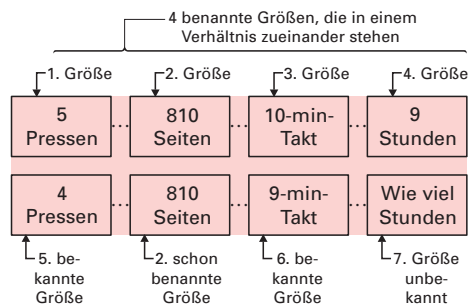 4 benannte Größen, die in einem
Verhältnis zueinander stehen
1. Größe 2. Größe 3. Größe 4. Größe
5 Pressen ... 810 Seiten ... 10-min-Takt ... 9 Stunden
4 Pressen ... 810 Seiten ... 9-min-Takt ... Wie viel Stunden
5. be-
kannte
Größe
2. schon
benannte
Größe
6. be-
kannte
Größe
7. Größe
unbe-
kannt